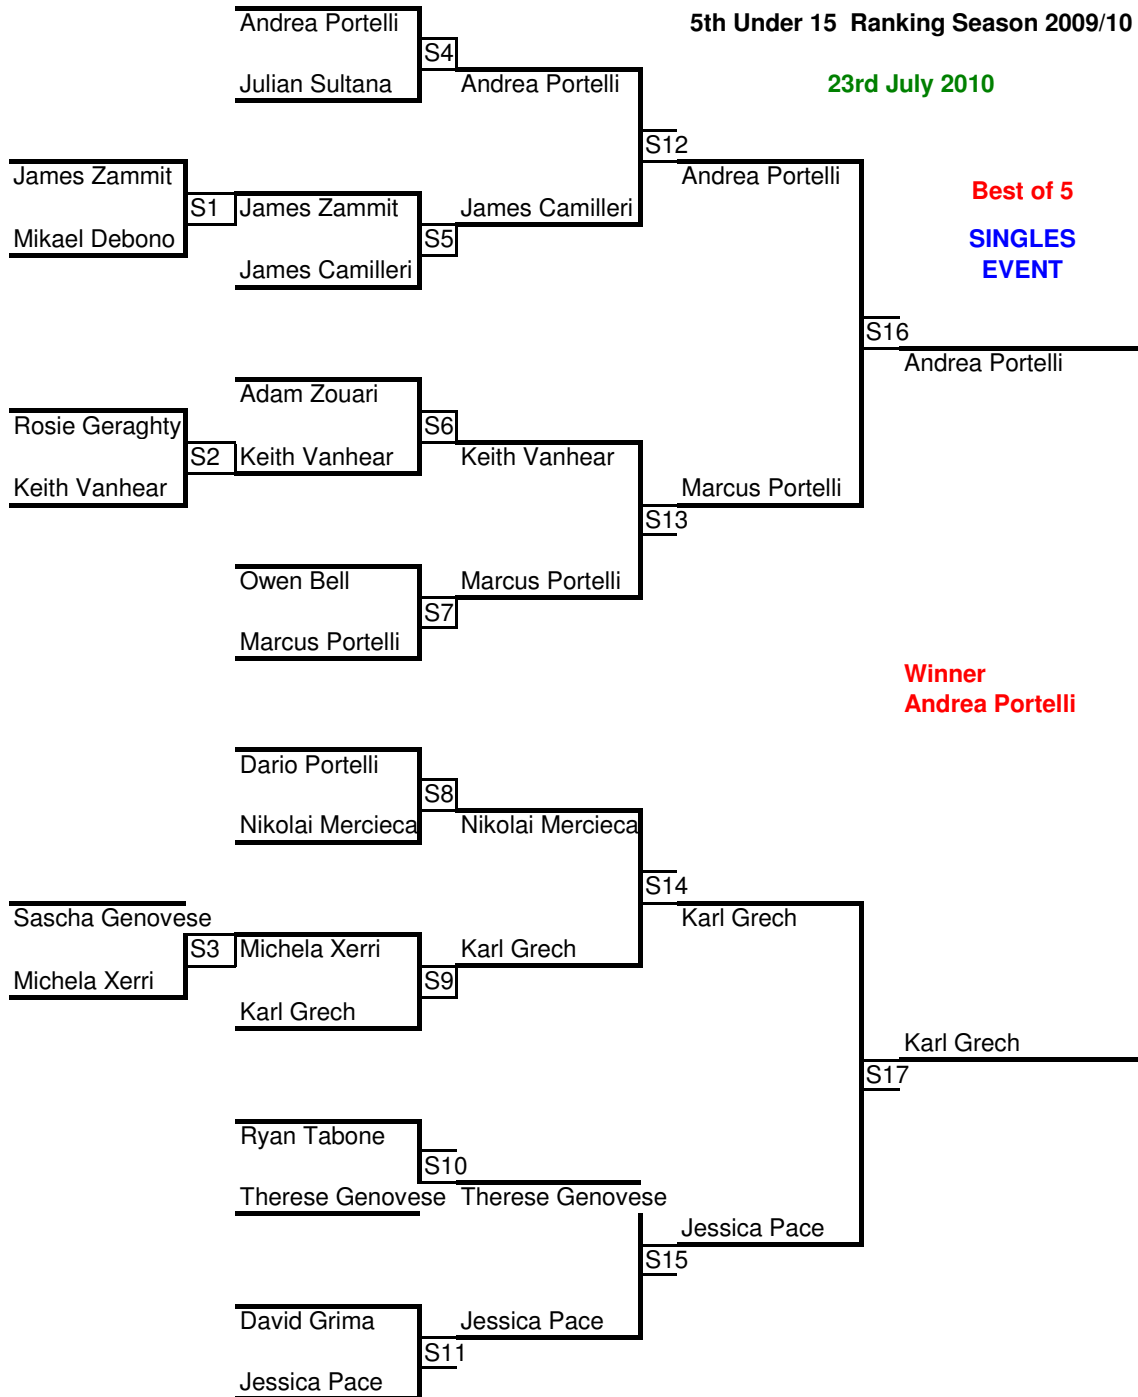 Andrea Portelli
5th Under 15  Ranking Season 2009/10
S4
Julian Sultana
Andrea Portelli
23rd July 2010
S12
James Zammit
Andrea Portelli
Best of 5
S1
James Zammit
James Camilleri
Mikael Debono
S5
SINGLES
James Camilleri
EVENT
S16
Andrea Portelli
Adam Zouari
Rosie Geraghty
S6
S2
Keith Vanhear
Keith Vanhear
Keith Vanhear
Marcus Portelli
S13
Owen Bell
Marcus Portelli
S7
Marcus Portelli
Winner
Andrea Portelli
Dario Portelli
S8
Nikolai Mercieca
Nikolai Mercieca
S14
Sascha Genovese
Karl Grech
S3
Michela Xerri
Karl Grech
Michela Xerri
S9
Karl Grech
Karl Grech
S17
Ryan Tabone
S10
Therese Genovese
Therese Genovese
Jessica Pace
S15
David Grima
Jessica Pace
S11
Jessica Pace